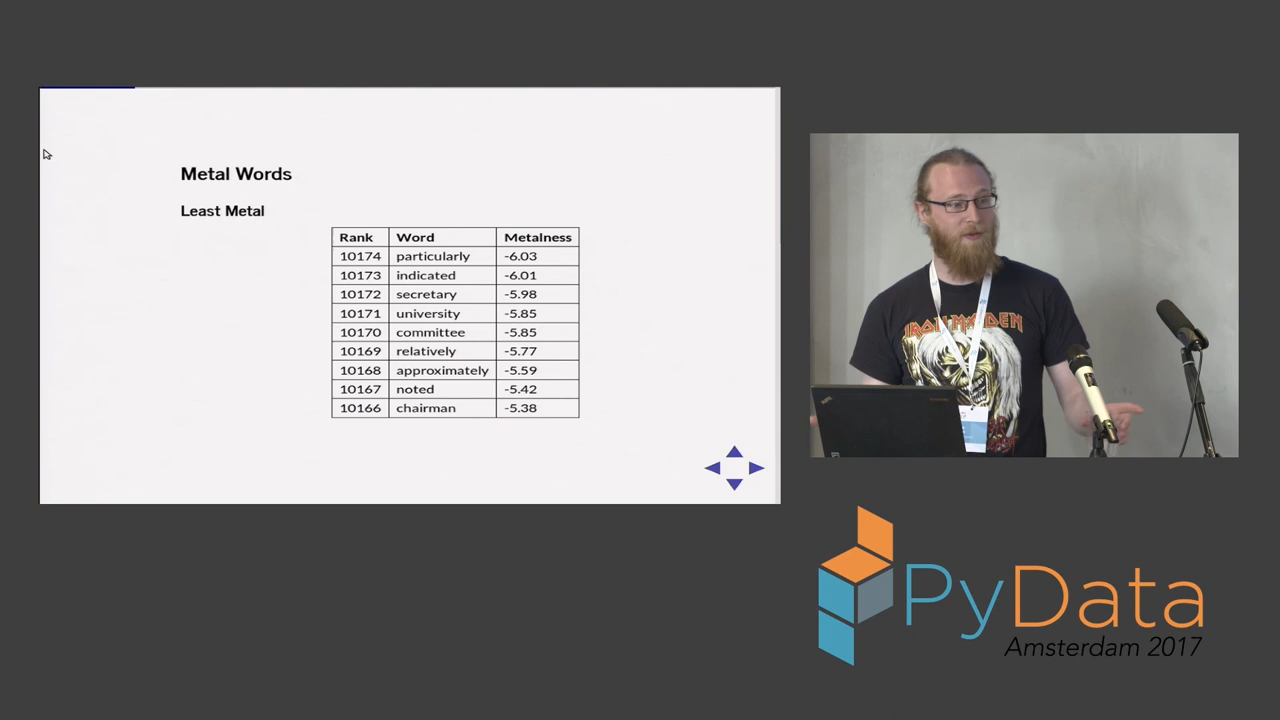 Metal Words
Least Metal
Rank Word Metalness
10174 particularly -6.03
10173 indicated -6.01
10172 secretary -5.98
10171 university -5.85
10170 committee -5.85
10169 relatively -5.77
10168 approximately -5.59
10167 noted -5.42
10166 chairman -5.38
IRON MAIDEN
PyData
Amsterdam 2017